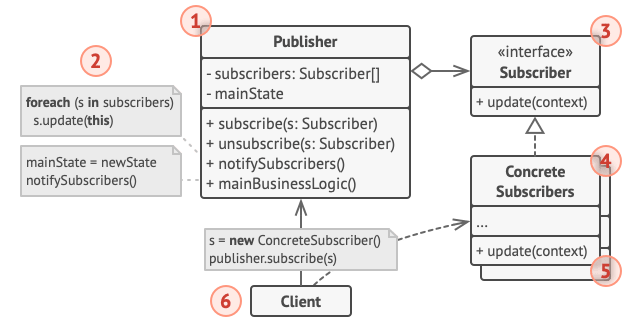 1
Publisher
- subscribers: Subscriber[]
- mainState
+ subscribe(s: Subscriber)
+ unsubscribe(s: Subscriber)
+ notifySubscribers()
+ mainBusinessLogic()
2
foreach (s in subscribers)
s.update(this)
mainState = newState
notifySubscribers()
3
«interface»
Subscriber
+ update(context)
4
Concrete
Subscribers
...
+ update(context)
5
s = new ConcreteSubscriber()
publisher.subscribe(s)
6
Client